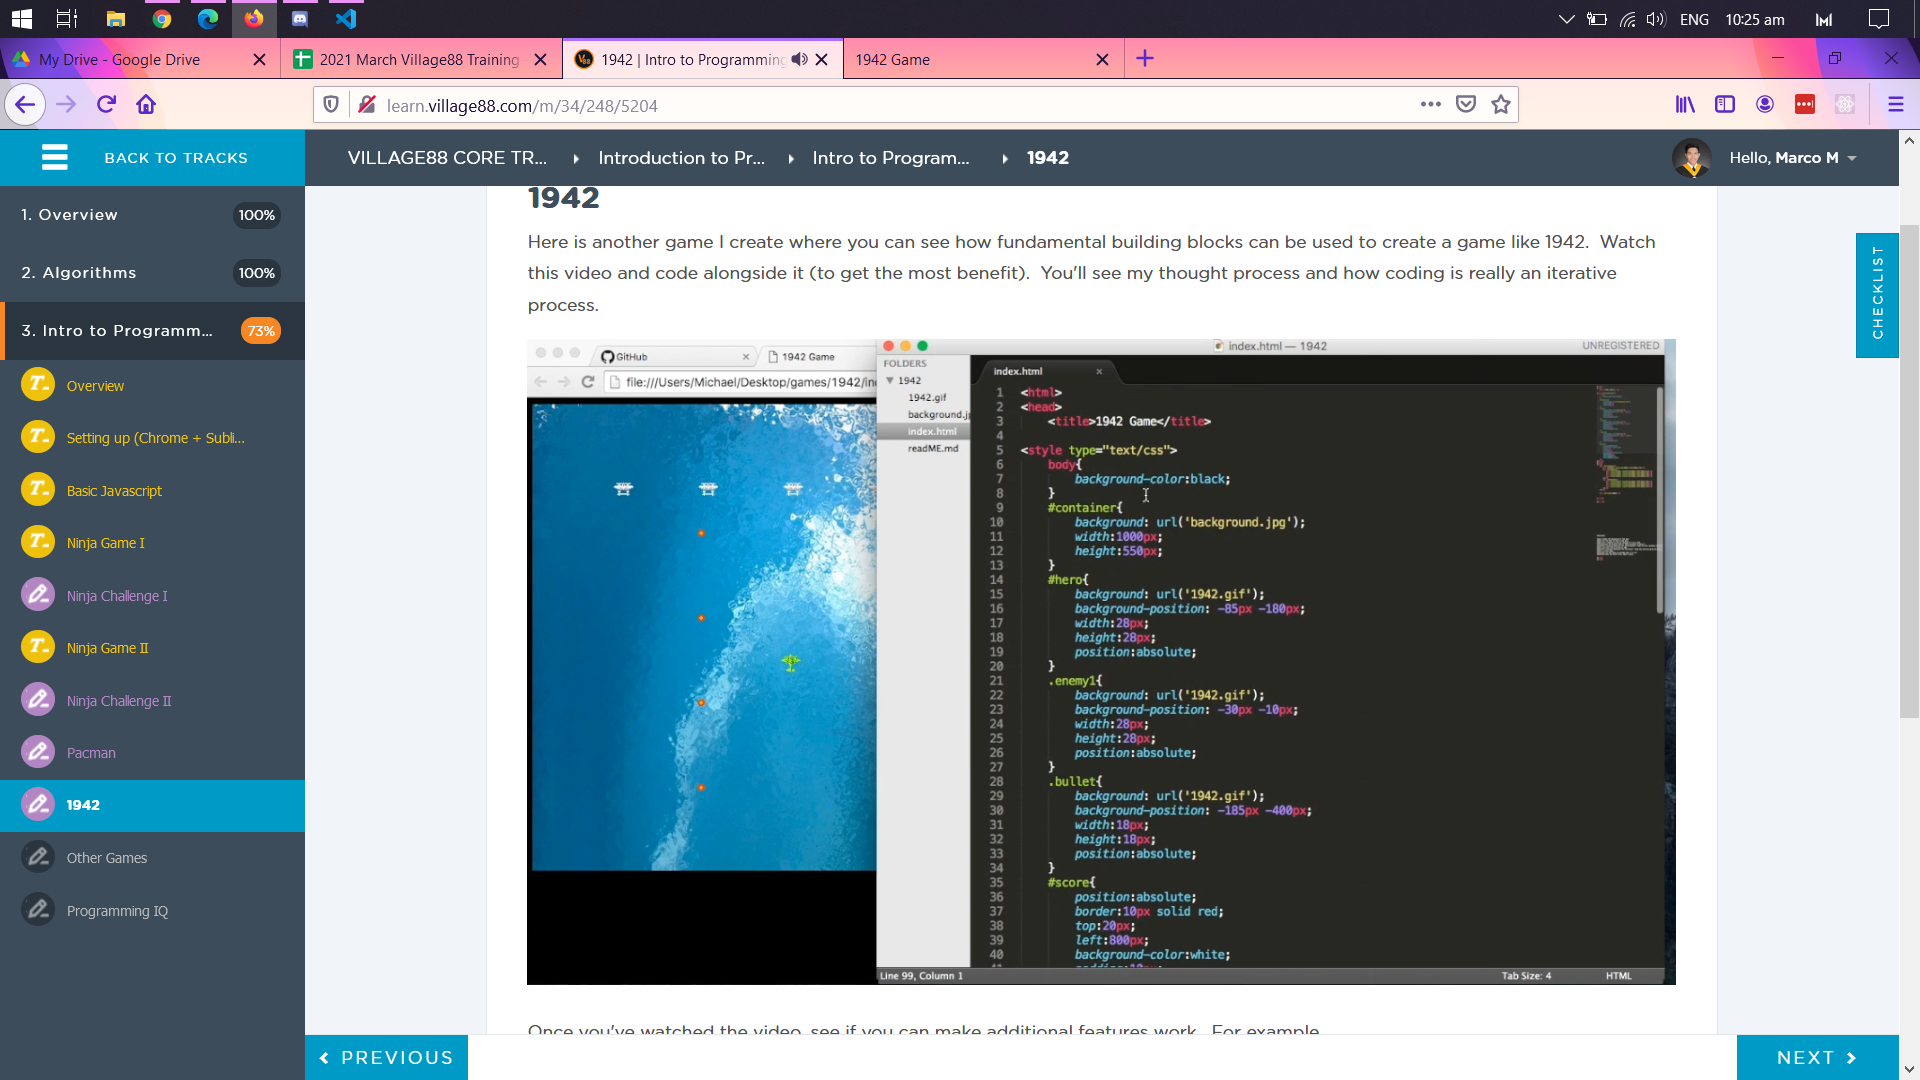 ENG 10:25 am
My Drive - Google Drive
2021 March Village88 Training
1942 | Intro to Programming
1942 Game
learn.village88.com/m/34/248/5204
BACK TO TRACKS
VILLAGE88 CORE TR...
Introduction to Pr...
Intro to Program...
1942
Hello, Marco M
1. Overview 100%
2. Algorithms 100%
3. Intro to Programm... 73%
Overview
Setting up (Chrome + Subli...
Basic Javascript
Ninja Game I
Ninja Challenge I
Ninja Game II
Ninja Challenge II
Pacman
1942
Other Games
Programming IQ
1942
Here is another game I create where you can see how fundamental building blocks can be used to create a game like 1942. Watch
this video and code alongside it (to get the most benefit). You'll see my thought process and how coding is really an iterative
process.
CHECKLIST
GitHub
1942 Game
file:///Users/Michael/Desktop/games/1942/in
index.html — 1942
UNREGISTERED
FOLDERS
1942
1942.gif
background.j
index.html
readME.md
index.html
1 <html>
2 <head>
3 <title>1942 Game</title>
4
5 <style type="text/css">
6 body{
7 background-color:black;
8 }
9 #container{
10 background: url('background.jpg');
11 width:1000px;
12 height:550px;
13 }
14 #hero{
15 background: url('1942.gif');
16 background-position: -85px -180px;
17 width:28px;
18 height:28px;
19 position:absolute;
20 }
21 .enemy1{
22 background: url('1942.gif');
23 background-position: -30px -10px;
24 width:28px;
25 height:28px;
26 position:absolute;
27 }
28 .bullet{
29 background: url('1942.gif');
30 background-position: -185px -400px;
31 width:18px;
32 height:18px;
33 position:absolute;
34 }
35 #score{
36 position:absolute;
37 border:10px solid red;
38 top:20px;
39 left:800px;
40 background-color:white;
Line 99, Column 1
Tab Size: 4
HTML
Once you've watched the video, see if you can make additional features work. For example
PREVIOUS
NEXT